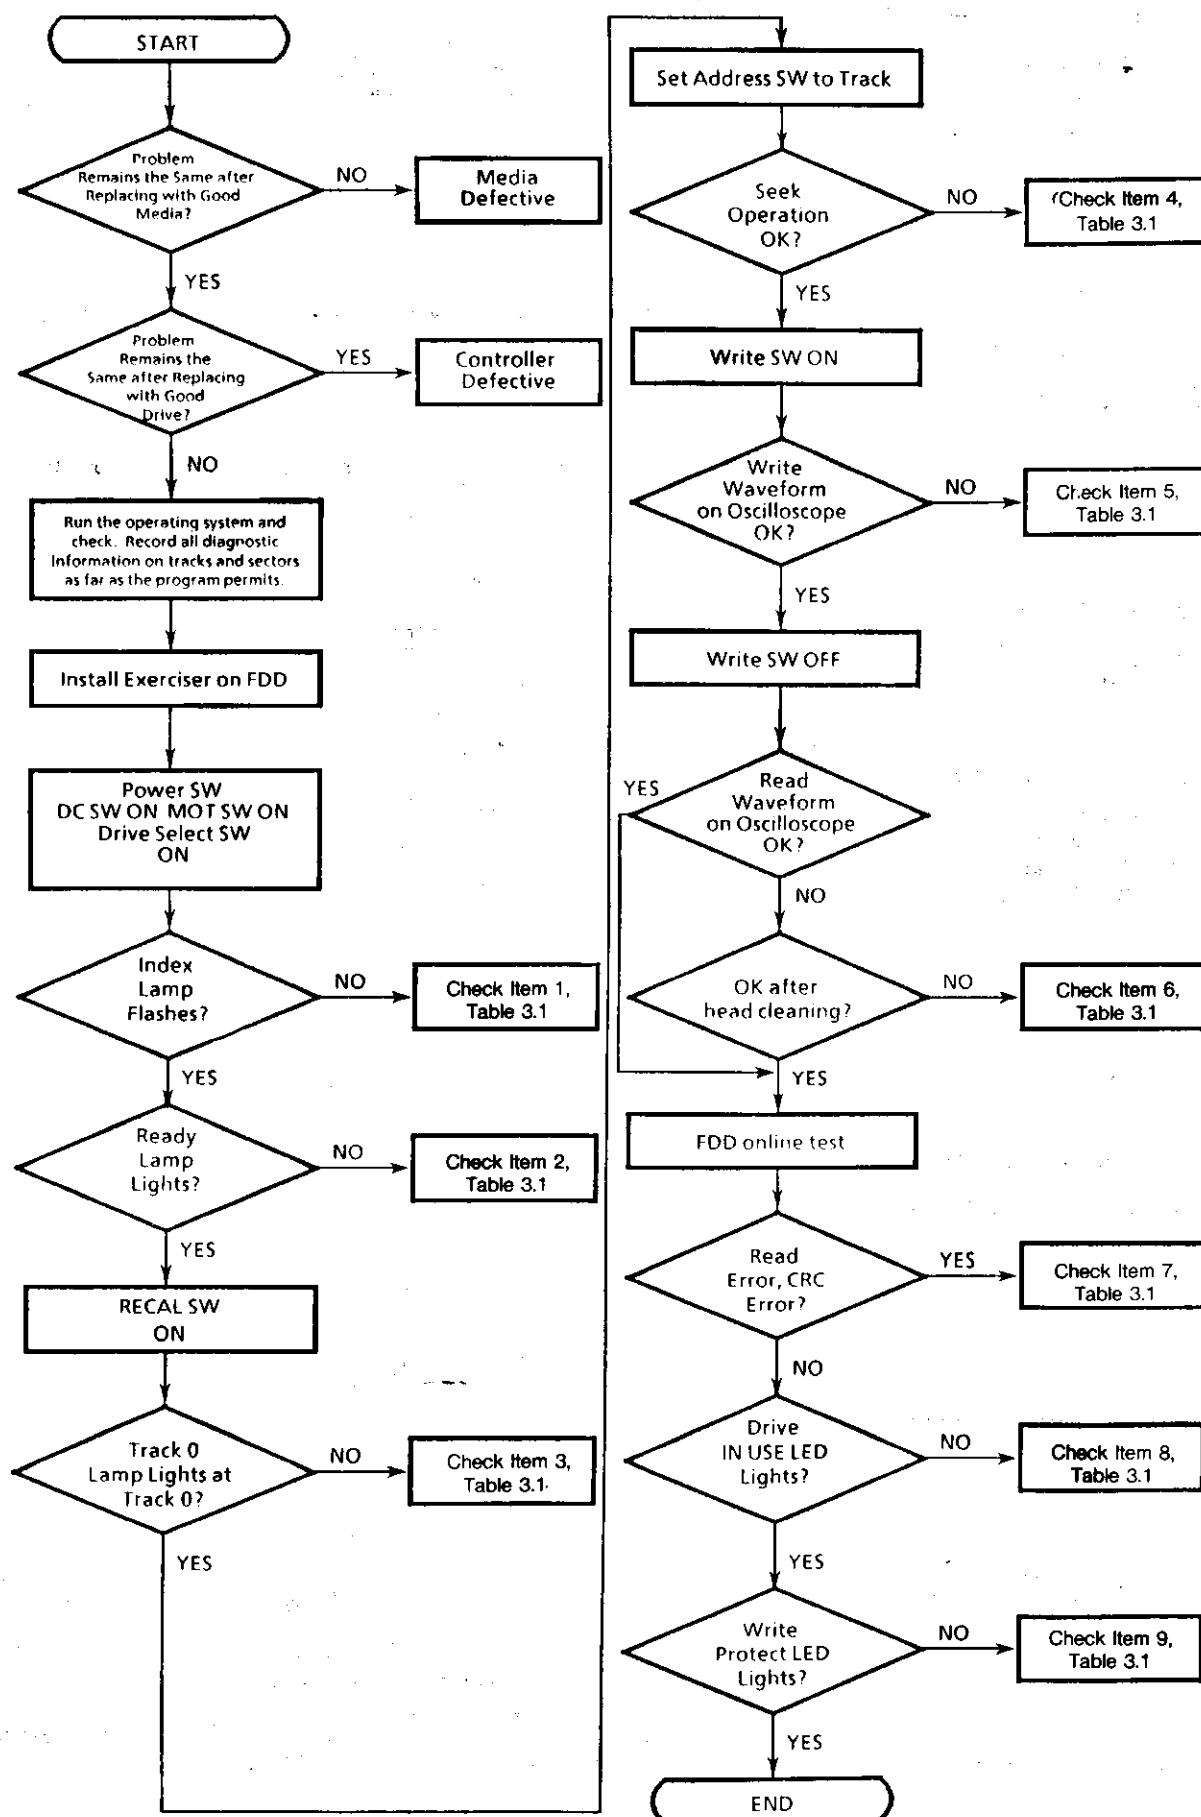 START
Problem
Remains the Same after
Replacing with Good
Media?
NO
Media
Defective
YES
Problem
Remains the
Same after Replacing
with Good
Drive?
YES
Controller
Defective
NO
Run the operating system and
check. Record all diagnostic
Information on tracks and sectors
as far as the program permits.
Install Exerciser on FDD
Power SW
DC SW ON MOT SW ON
Drive Select SW
ON
Index
Lamp
Flashes?
NO
Check Item 1,
Table 3.1
YES
Ready
Lamp
Lights?
NO
Check Item 2,
Table 3.1
YES
RECAL SW
ON
Track 0
Lamp Lights at
Track 0?
NO
Check Item 3,
Table 3.1
YES
Set Address SW to Track
Seek
Operation
OK?
NO
Check Item 4,
Table 3.1
YES
Write SW ON
Write
Waveform
on Oscilloscope
OK?
NO
Check Item 5,
Table 3.1
YES
Write SW OFF
YES
Read
Waveform
on Oscilloscope
OK?
NO
OK after
head cleaning?
NO
Check Item 6,
Table 3.1
YES
FDD online test
Read
Error, CRC
Error?
YES
Check Item 7,
Table 3.1
NO
Drive
IN USE LED
Lights?
NO
Check Item 8,
Table 3.1
YES
Write
Protect LED
Lights?
NO
Check Item 9,
Table 3.1
YES
END